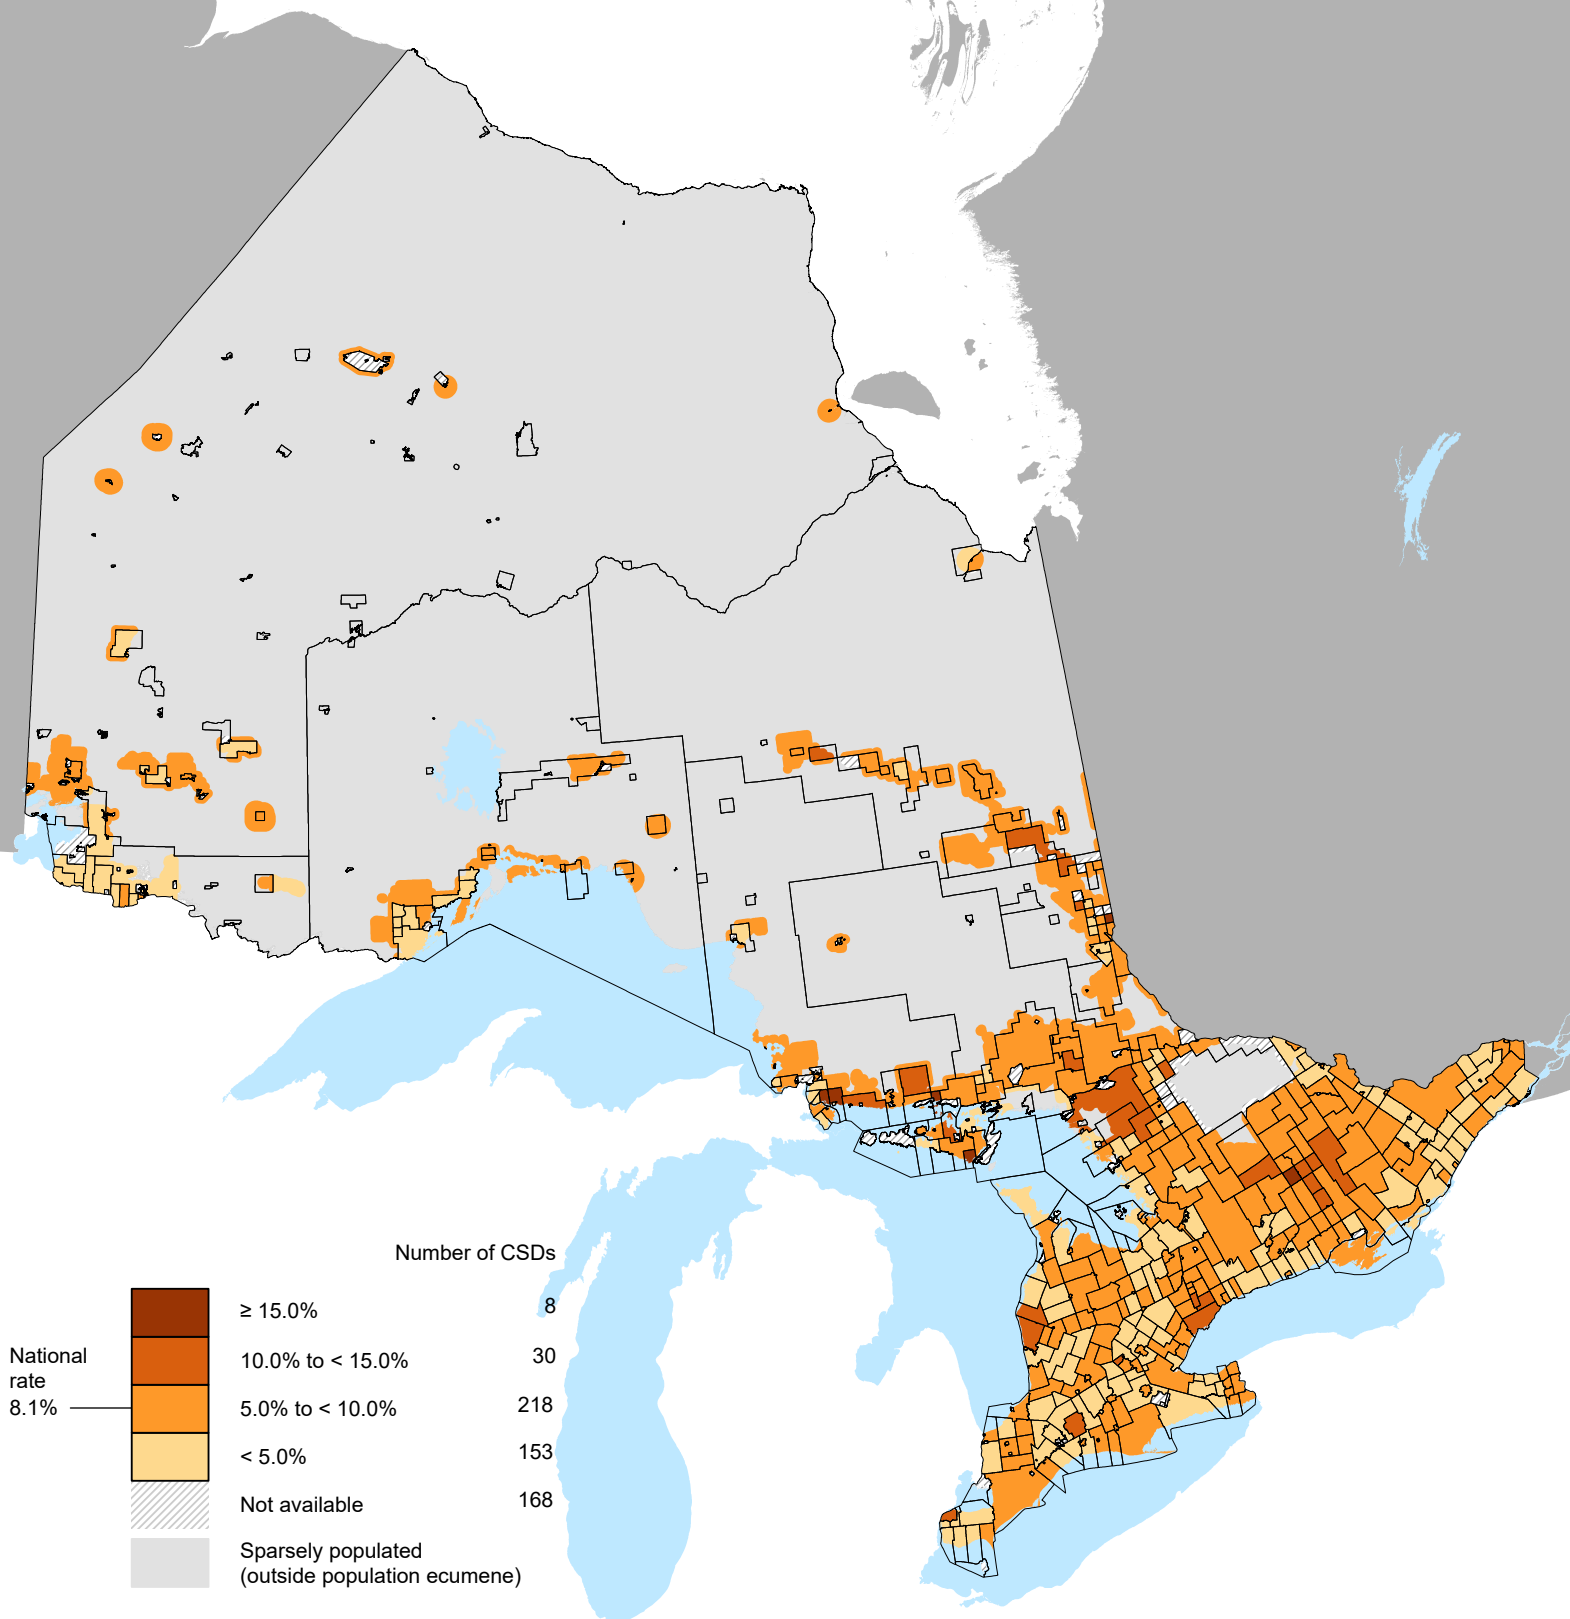 Number of CSDs
≥ 15.0%
8
10.0% to < 15.0%
30
National
rate
8.1%
5.0% to < 10.0%
218
< 5.0%
153
Not available
168
Sparsely populated
(outside population ecumene)